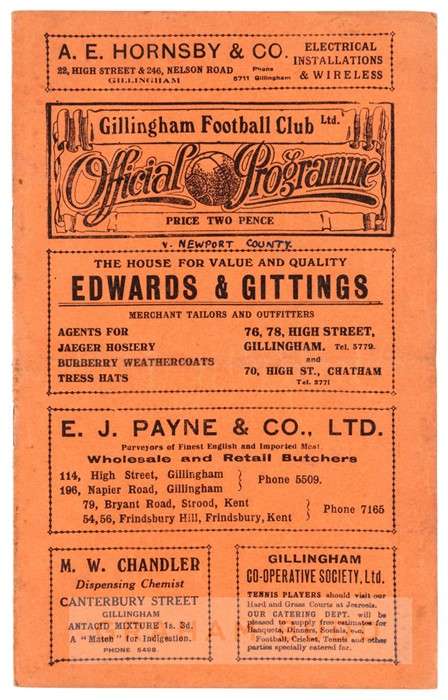 A. E. HORNSBY & CO.
22, HIGH STREET & 246, NELSON ROAD
GILLINGHAM
Phone
5711 Gillingham
ELECTRICAL
INSTALLATIONS
& WIRELESS
Gillingham Football Club Ltd.
Official Programme
PRICE TWO PENCE
v. NEWPORT COUNTY.
THE HOUSE FOR VALUE AND QUALITY
EDWARDS & GITTINGS
MERCHANT TAILORS AND OUTFITTERS
AGENTS FOR
JAEGER HOSIERY
BURBERRY WEATHERCOATS
TRESS HATS
76, 78, HIGH STREET,
GILLINGHAM. Tel. 5779.
and
70, HIGH ST., CHATHAM
Tel. 5771
E. J. PAYNE & CO., LTD.
Purveyors of Finest English and Imported Meat
Wholesale and Retail Butchers
114, High Street, Gillingham
196, Napier Road, Gillingham
Phone 5509.
79, Bryant Road, Strood, Kent
54, 56, Frindsbury Hill, Frindsbury, Kent
Phone 7165
M. W. CHANDLER
Dispensing Chemist
CANTERBURY STREET
GILLINGHAM
ANTACID MIXTURE 1s. 3d.
A "Match" for Indigestion.
PHONE 5498
GILLINGHAM
CO-OPERATIVE SOCIETY, Ltd.
TENNIS PLAYERS should visit our
Hard and Grass Courts at Jezreels.
OUR CATERING DEPT. will be
pleased to supply free estimates for
Banquets, Dinners, Socials, etc.
Football, Cricket, Tennis and other
parties specially catered for.